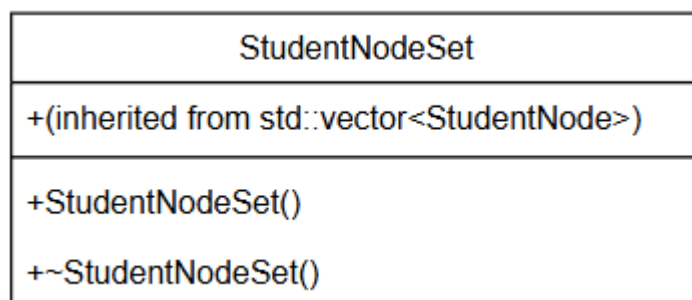 StudentNodeSet
+(inherited from std::vector<StudentNode>)
+StudentNodeSet()
+~StudentNodeSet()